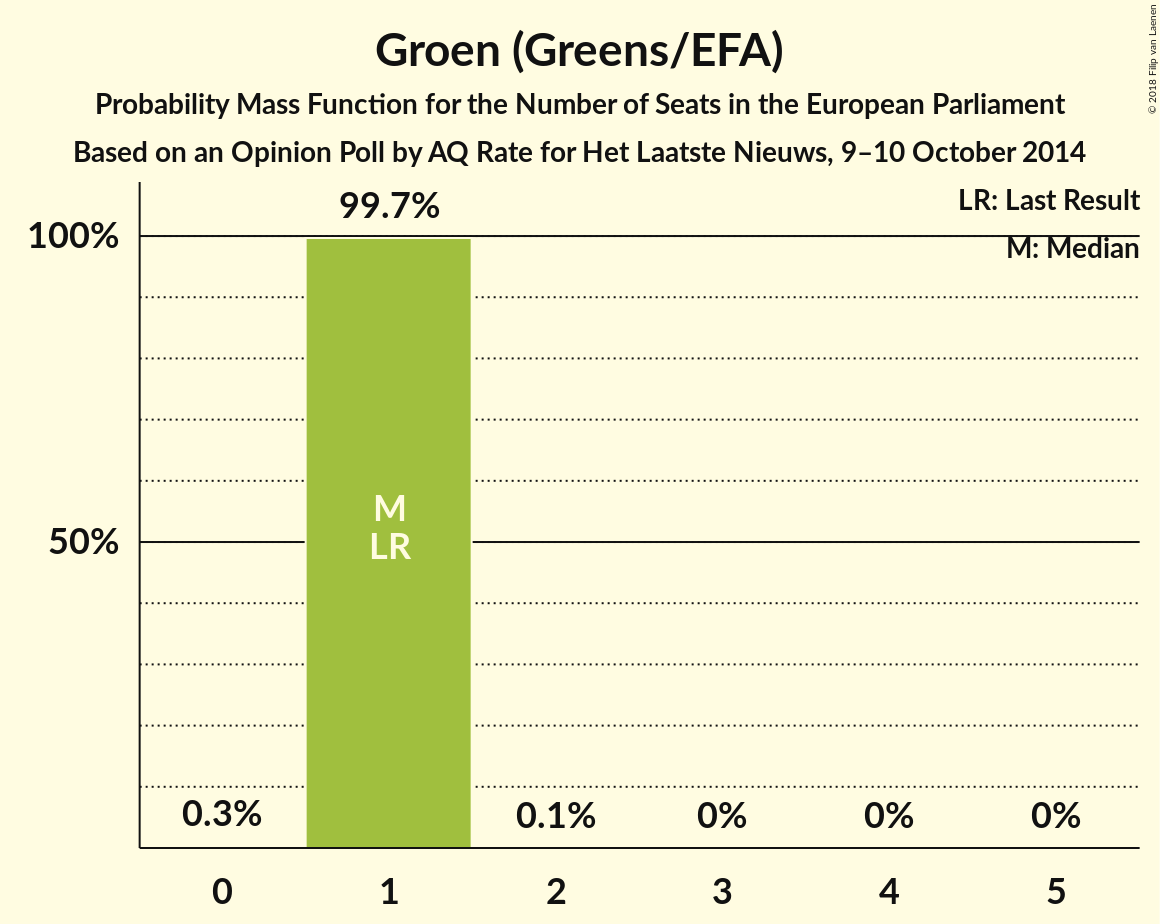 Groen (Greens/EFA)
Probability Mass Function for the Number of Seats in the European Parliament
Based on an Opinion Poll by AQ Rate for Het Laatste Nieuws, 9–10 October 2014
© 2018 Filip van Laenen
LR: Last Result
M: Median
99.7%
100%
M
LR
50%
0.3%
0.1%
0%
0%
0%
0
1
2
3
4
5